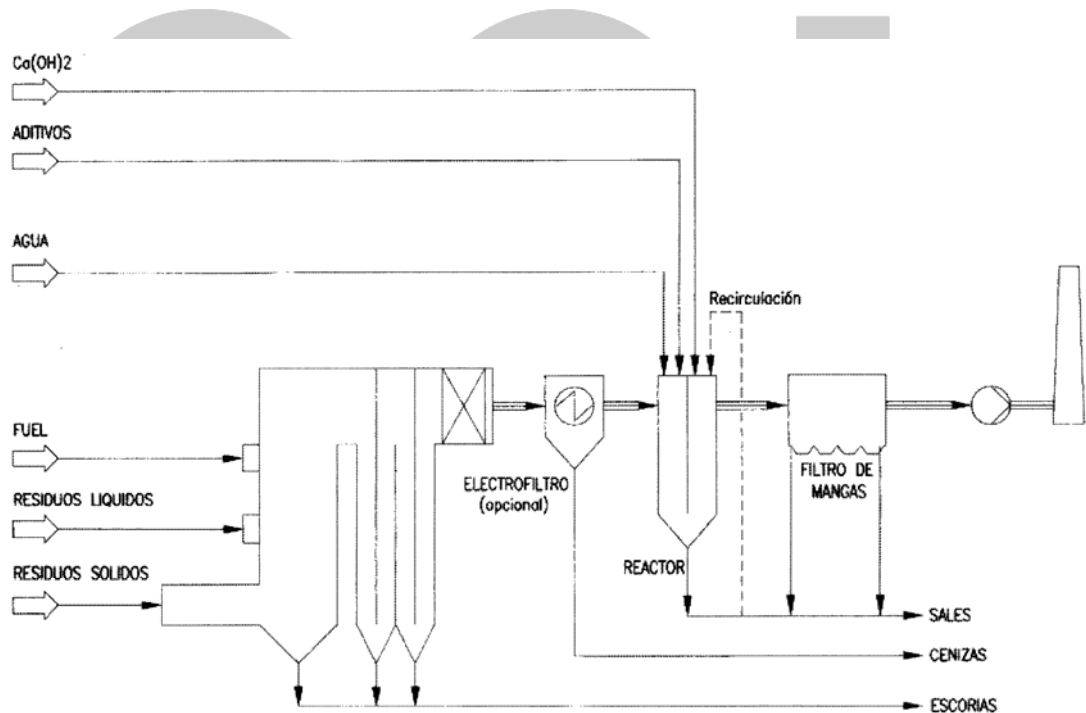 Ca(OH)2
ADITIVOS
AGUA
Recirculación
FUEL
RESIDUOS LIQUIDOS
RESIDUOS SOLIDOS
ELECTROFILTRO
(opcional)
REACTOR
FILTRO DE
MANGAS
SALES
CENIZAS
ESCORIAS